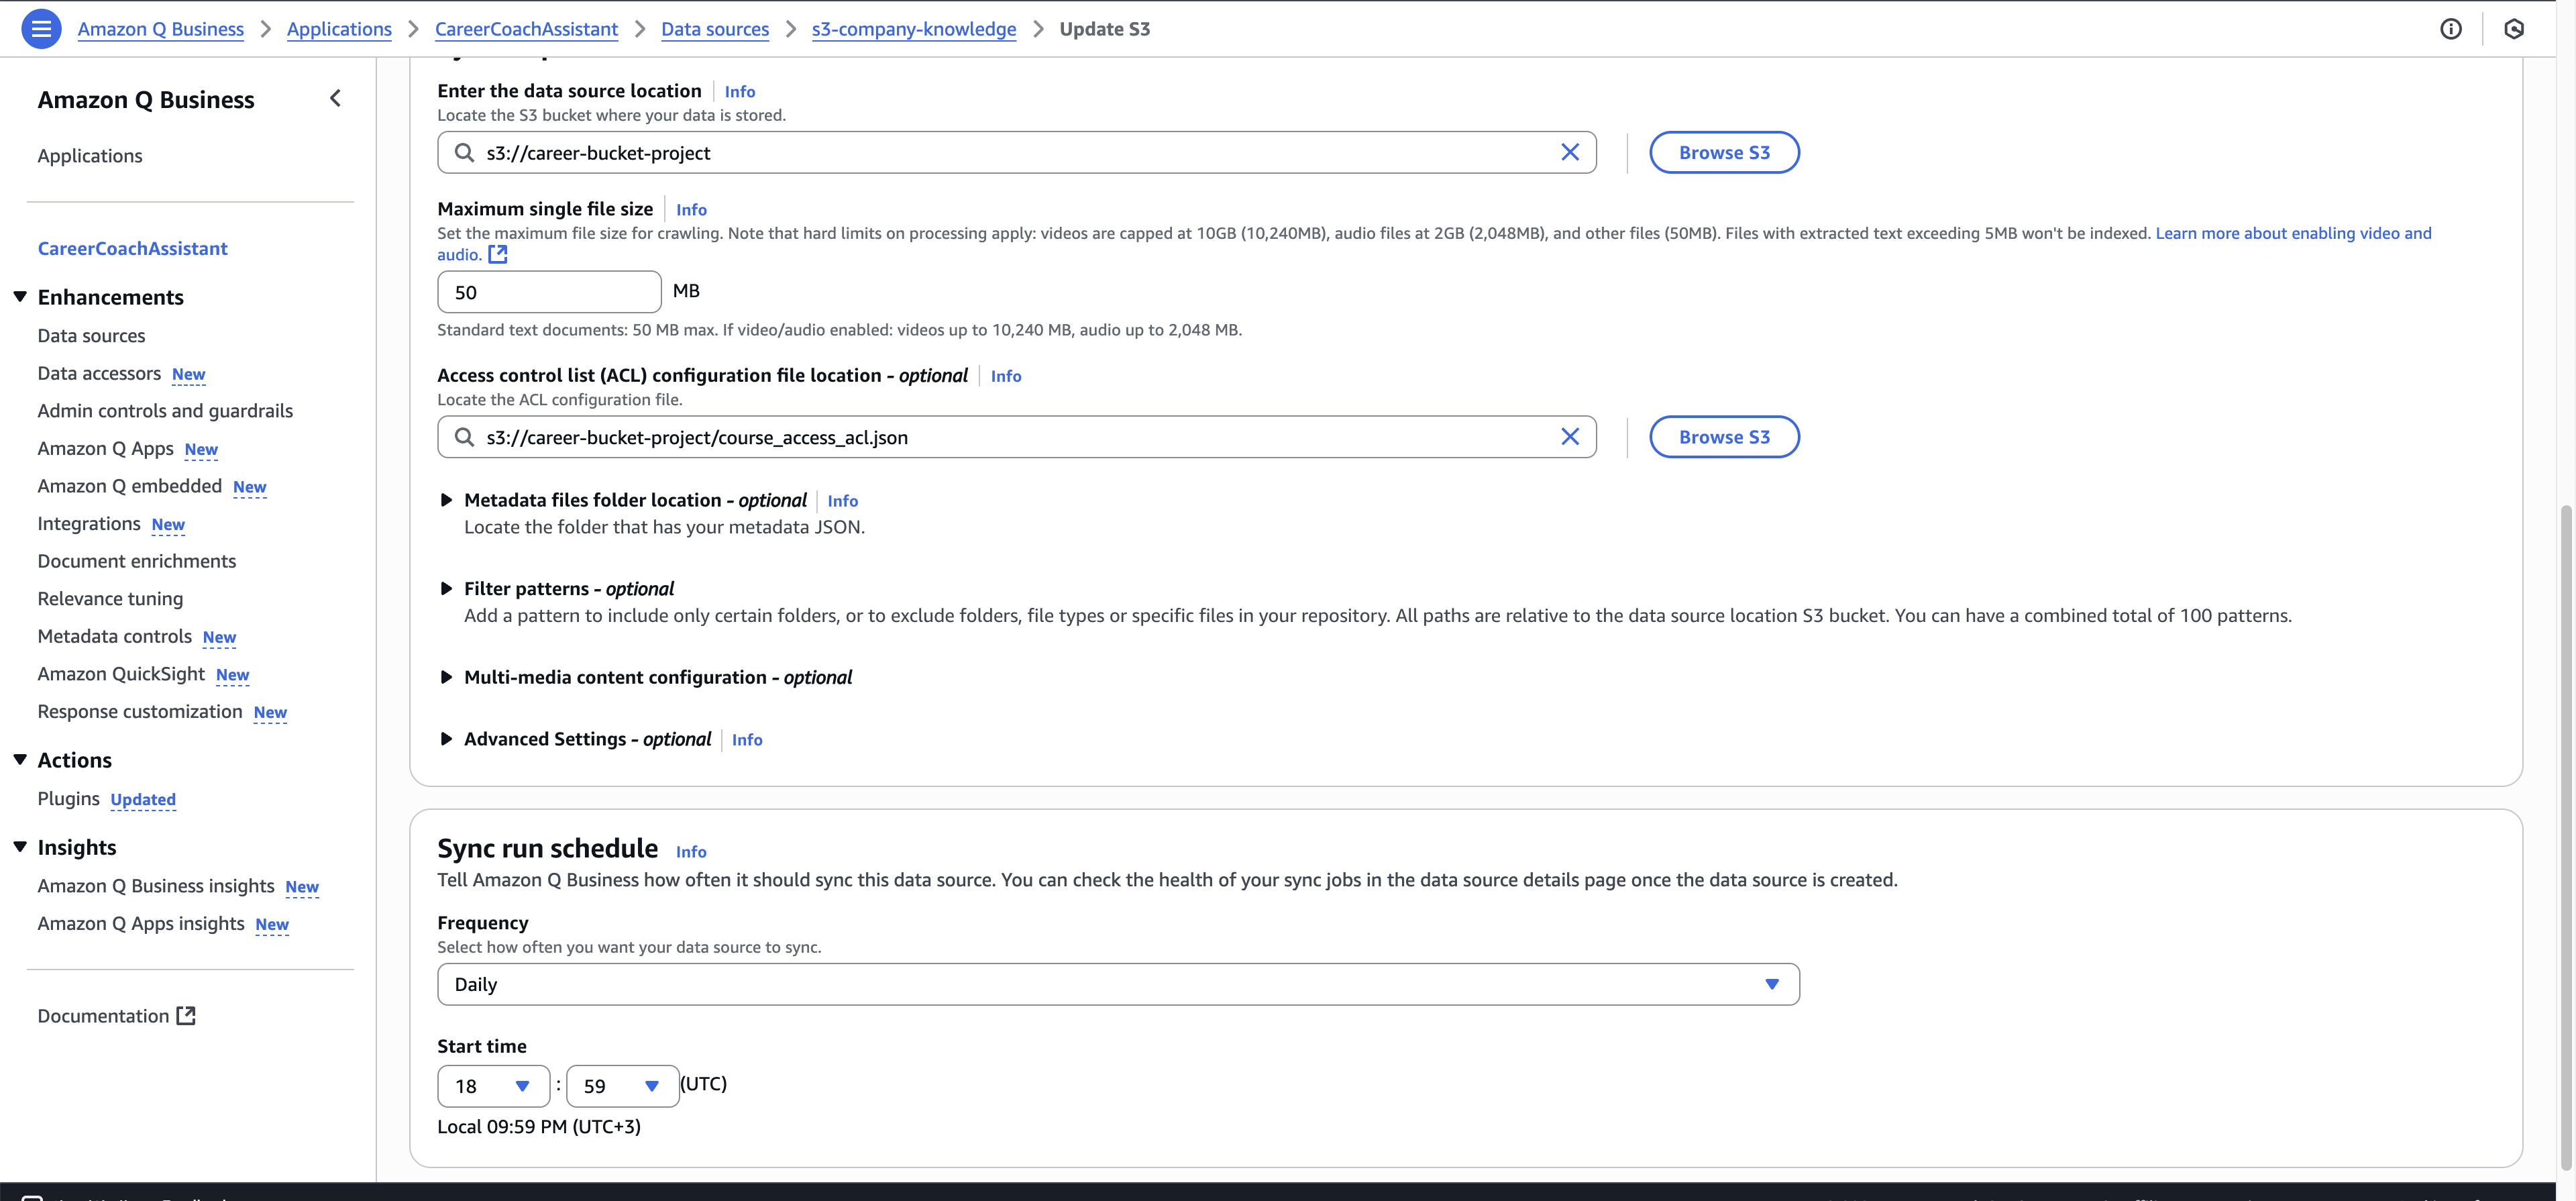 Amazon Q Business > Applications > CareerCoachAssistant > Data sources > s3-company-knowledge > Update S3
Amazon Q Business
Applications
CareerCoachAssistant
Enhancements
Data sources
Data accessors New
Admin controls and guardrails
Amazon Q Apps New
Amazon Q embedded New
Integrations New
Document enrichments
Relevance tuning
Metadata controls New
Amazon QuickSight New
Response customization New
Actions
Plugins Updated
Insights
Amazon Q Business insights New
Amazon Q Apps insights New
Documentation
Enter the data source location Info
Locate the S3 bucket where your data is stored.
s3://career-bucket-project
Browse S3
Maximum single file size Info
Set the maximum file size for crawling. Note that hard limits on processing apply: videos are capped at 10GB (10,240MB), audio files at 2GB (2,048MB), and other files (50MB). Files with extracted text exceeding 5MB won't be indexed. Learn more about enabling video and
audio.
50 MB
Standard text documents: 50 MB max. If video/audio enabled: videos up to 10,240 MB, audio up to 2,048 MB.
Access control list (ACL) configuration file location - optional Info
Locate the ACL configuration file.
s3://career-bucket-project/course_access_acl.json
Browse S3
Metadata files folder location - optional Info
Locate the folder that has your metadata JSON.
Filter patterns - optional
Add a pattern to include only certain folders, or to exclude folders, file types or specific files in your repository. All paths are relative to the data source location S3 bucket. You can have a combined total of 100 patterns.
Multi-media content configuration - optional
Advanced Settings - optional Info
Sync run schedule Info
Tell Amazon Q Business how often it should sync this data source. You can check the health of your sync jobs in the data source details page once the data source is created.
Frequency
Select how often you want your data source to sync.
Daily
Start time
18 : 59 (UTC)
Local 09:59 PM (UTC+3)